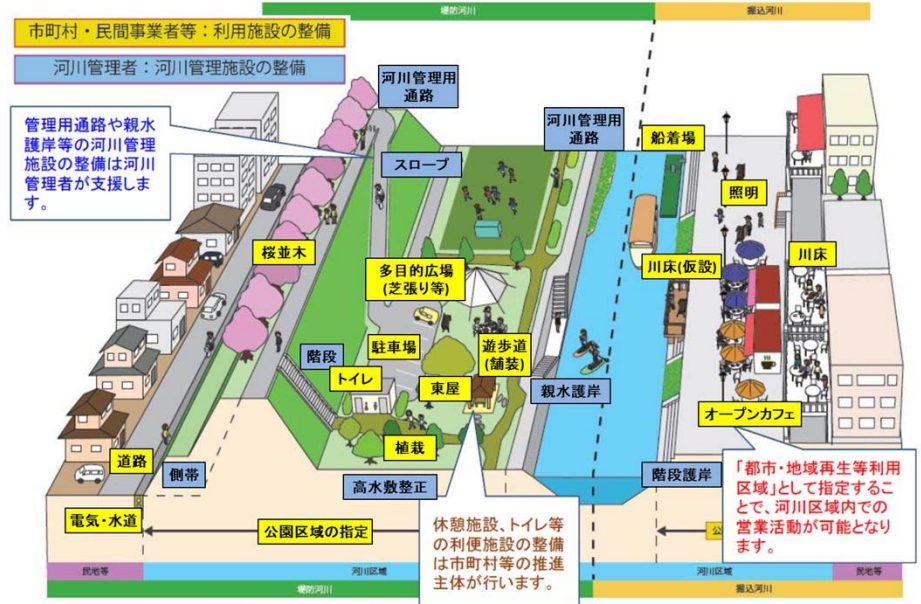 堤防河川
掘込河川
市町村・民間事業者等：利用施設の整備
河川管理者：河川管理施設の整備
管理用通路や親水
護岸等の河川管理
施設の整備は河川
管理者が支援しま
す。
河川管理用
通路
スロープ
河川管理用
通路
船着場
照明
川床
川床(仮設)
桜並木
多目的広場
(芝張り等)
駐車場
遊歩道
(舗装)
階段
トイレ
東屋
親水護岸
オープンカフェ
植栽
道路
側帯
高水敷整正
階段護岸
電気・水道
公園区域の指定
公
休憩施設、トイレ等
の利便施設の整備
は市町村等の推進
主体が行います。
「都市・地域再生等利用
区域」として指定するこ
とで、河川区域内での
営業活動が可能となり
ます。
民地等
河川区域
河川区域
民地等
堤防河川
掘込河川